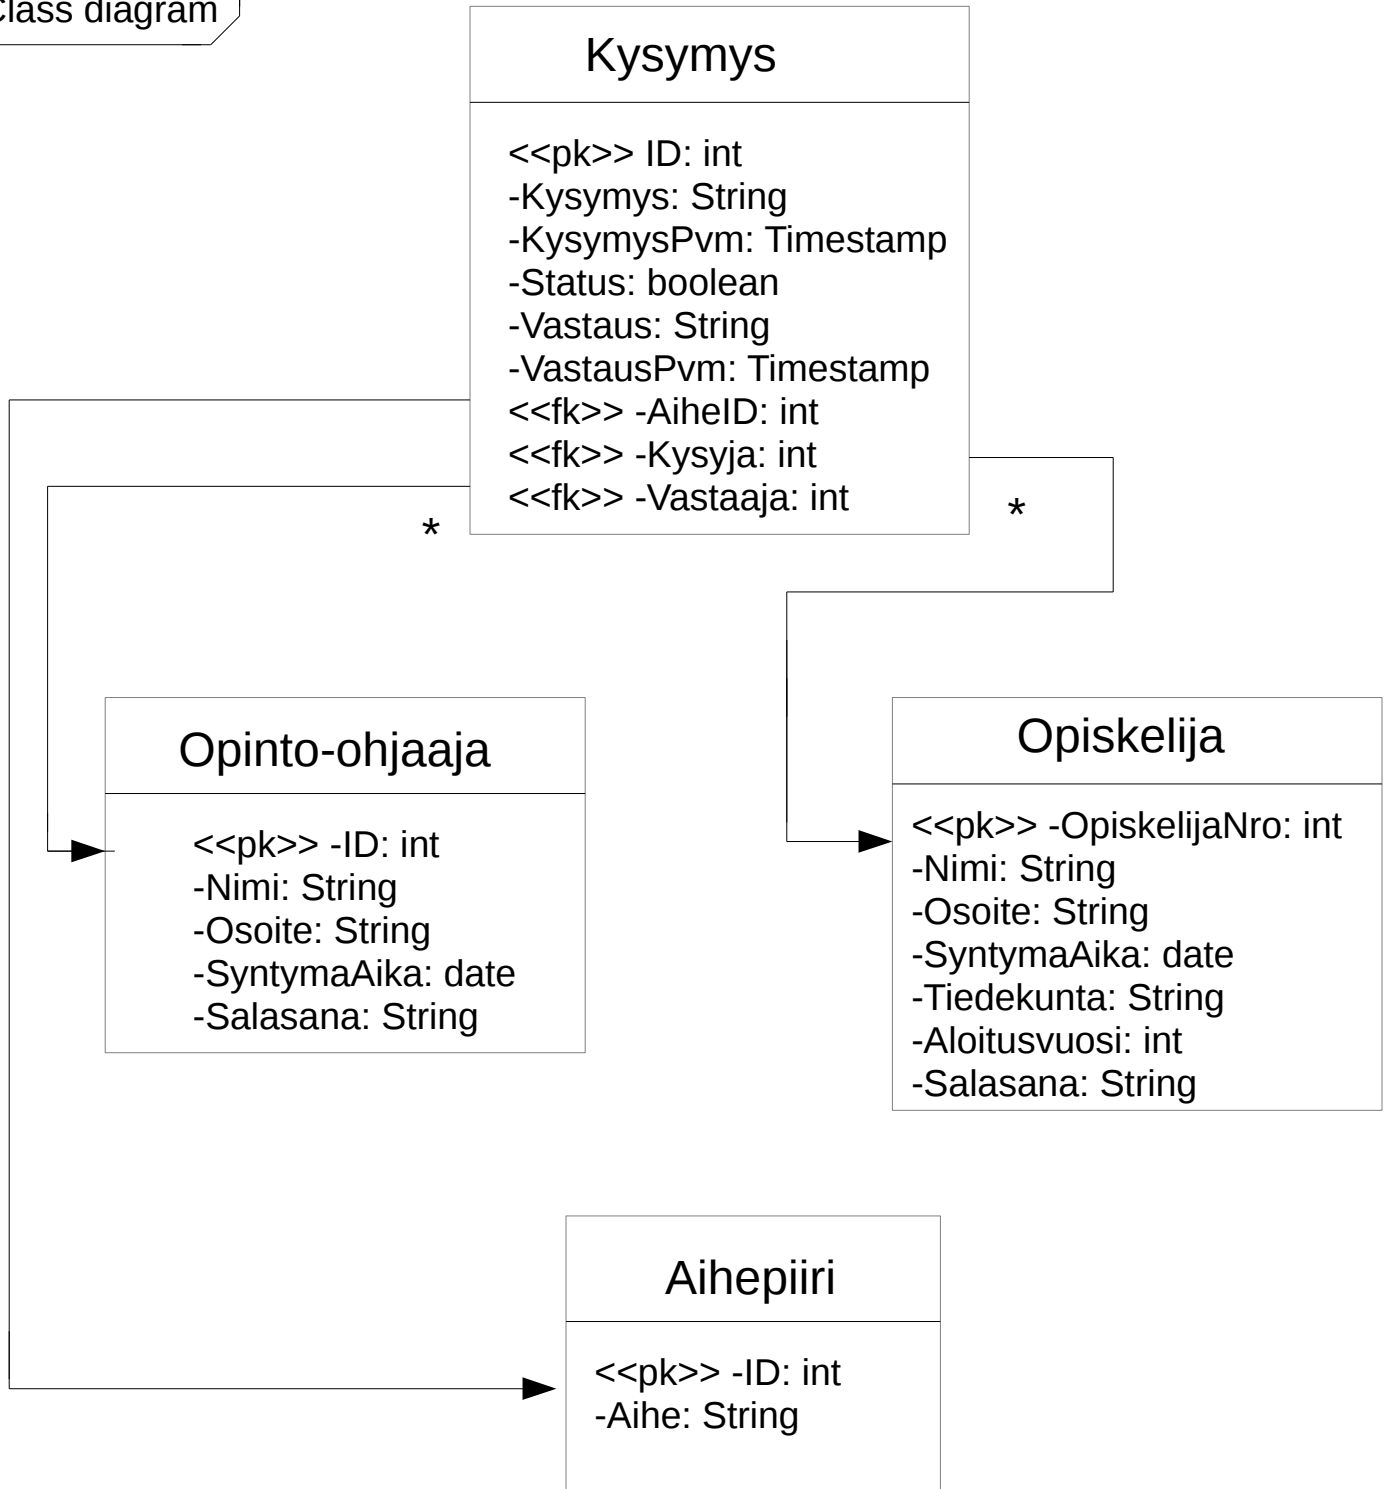 Class diagram
Kysymys
<<pk>> ID: int
-Kysymys: String
-KysymysPvm: Timestamp
-Status: boolean
-Vastaus: String
-VastausPvm: Timestamp
<<fk>> -AiheID: int
<<fk>> -Kysyja: int
<<fk>> -Vastaaja: int
*
*
Opinto-ohjaaja
<<pk>> -ID: int
-Nimi: String
-Osoite: String
-SyntymaAika: date
-Salasana: String
Opiskelija
<<pk>> -OpiskelijaNro: int
-Nimi: String
-Osoite: String
-SyntymaAika: date
-Tiedekunta: String
-Aloitusvuosi: int
-Salasana: String
Aihepiiri
<<pk>> -ID: int
-Aihe: String